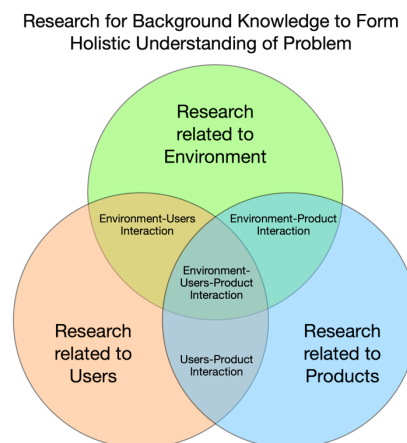 Research for Background Knowledge to Form
Holistic Understanding of Problem
Research
related to
Environment
Environment-Users
Interaction
Environment-Product
Interaction
Environment-
Users-Product
Interaction
Research
related to
Users
Users-Product
Interaction
Research
related to
Products